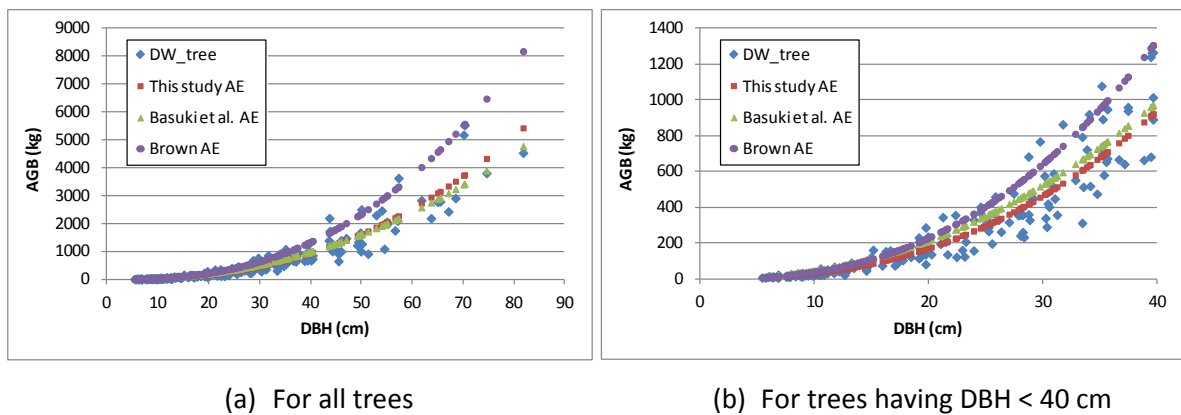 9000
8000
7000
6000
5000
4000
3000
2000
1000
0
AGB (kg)
DW_tree
This study AE
Basuki et al. AE
Brown AE
0 10 20 30 40 50 60 70 80 90
DBH (cm)
1400
1200
1000
800
600
400
200
0
AGB (kg)
DW_tree
This study AE
Basuki et al. AE
Brown AE
0 10 20 30 40
DBH (cm)
(a) For all trees
(b) For trees having DBH < 40 cm